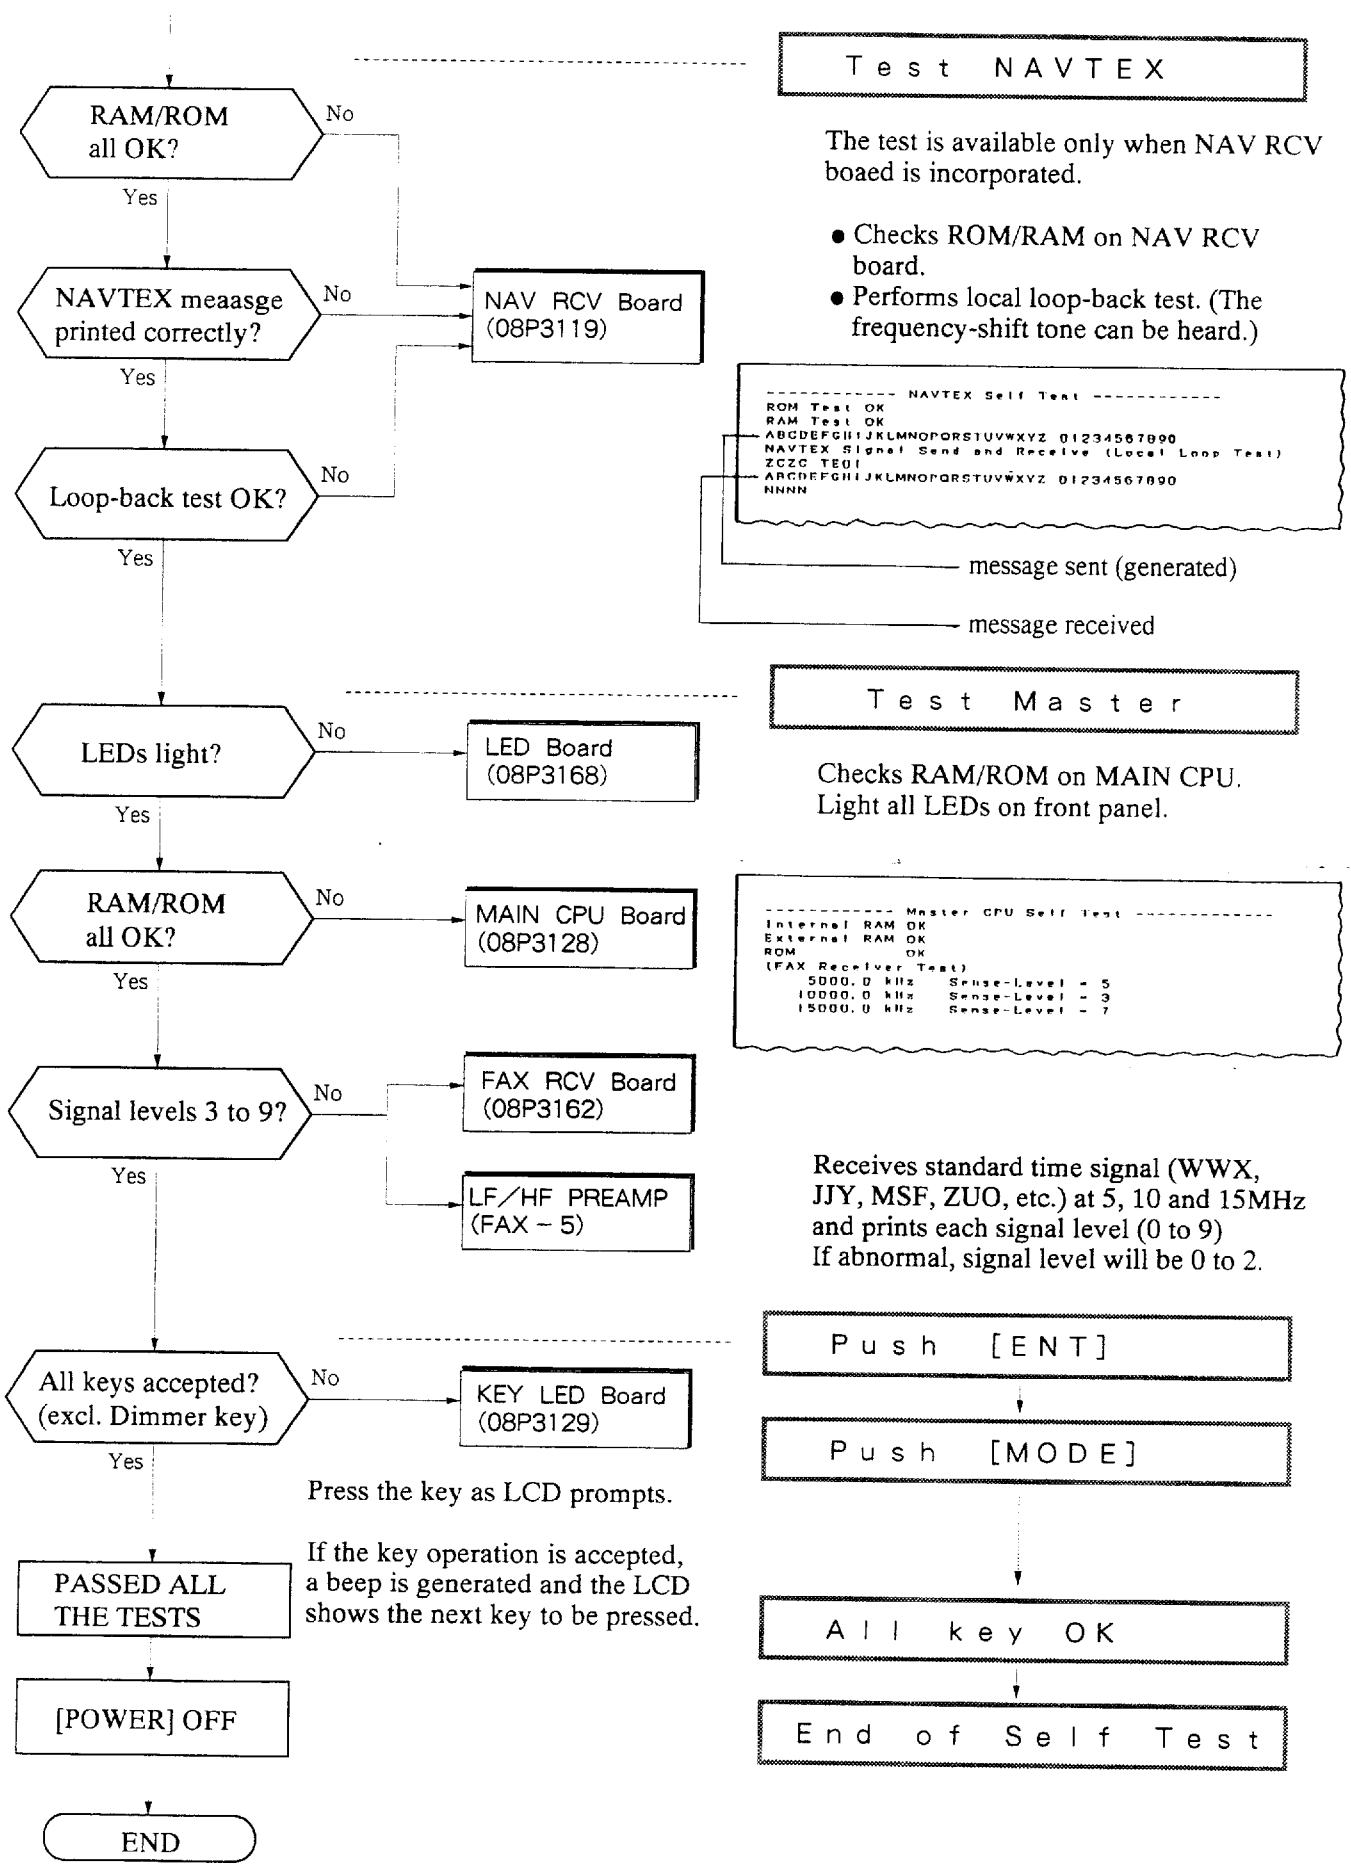 Test NAVTEX
RAM/ROM
all OK?
No
Yes
The test is available only when NAV RCV
boaed is incorporated.
● Checks ROM/RAM on NAV RCV
board.
● Performs local loop-back test. (The
frequency-shift tone can be heard.)
NAVTEX meaasge
printed correctly?
No
Yes
NAV RCV Board
(08P3119)
------------ NAVTEX Self Test ------------
ROM Test OK
RAM Test OK
ABCDEFGHIJKLMNOPQRSTUVWXYZ 01234567890
NAVTEX Signal Send and Receive (Local Loop Test)
ZCZC
ABCDEFGHIJKLMNOPQRSTUVWXYZ 01234567890
NNNN
Loop-back test OK?
No
Yes
message sent (generated)
message received
Test Master
LEDs light?
No
Yes
LED Board
(08P3168)
Checks RAM/ROM on MAIN CPU.
Light all LEDs on front panel.
RAM/ROM
all OK?
No
Yes
MAIN CPU Board
(08P3128)
------------ Master CPU Self Test -------------
Internal RAM OK
External RAM OK
ROM OK
(FAX Receiver Test)
5000.0 kHz Sense-Level = 5
10000.0 kHz Sense-Level = 3
15000.0 kHz Sense-Level = 7
Signal levels 3 to 9?
No
Yes
FAX RCV Board
(08P3162)
LF/HF PREAMP
(FAX – 5)
Receives standard time signal (WWX,
JJY, MSF, ZUO, etc.) at 5, 10 and 15MHz
and prints each signal level (0 to 9)
If abnormal, signal level will be 0 to 2.
Push [ENT]
All keys accepted?
(excl. Dimmer key)
No
Yes
KEY LED Board
(08P3129)
Push [MODE]
Press the key as LCD prompts.
If the key operation is accepted,
a beep is generated and the LCD
shows the next key to be pressed.
PASSED ALL
THE TESTS
All key OK
[POWER] OFF
End of Self Test
END